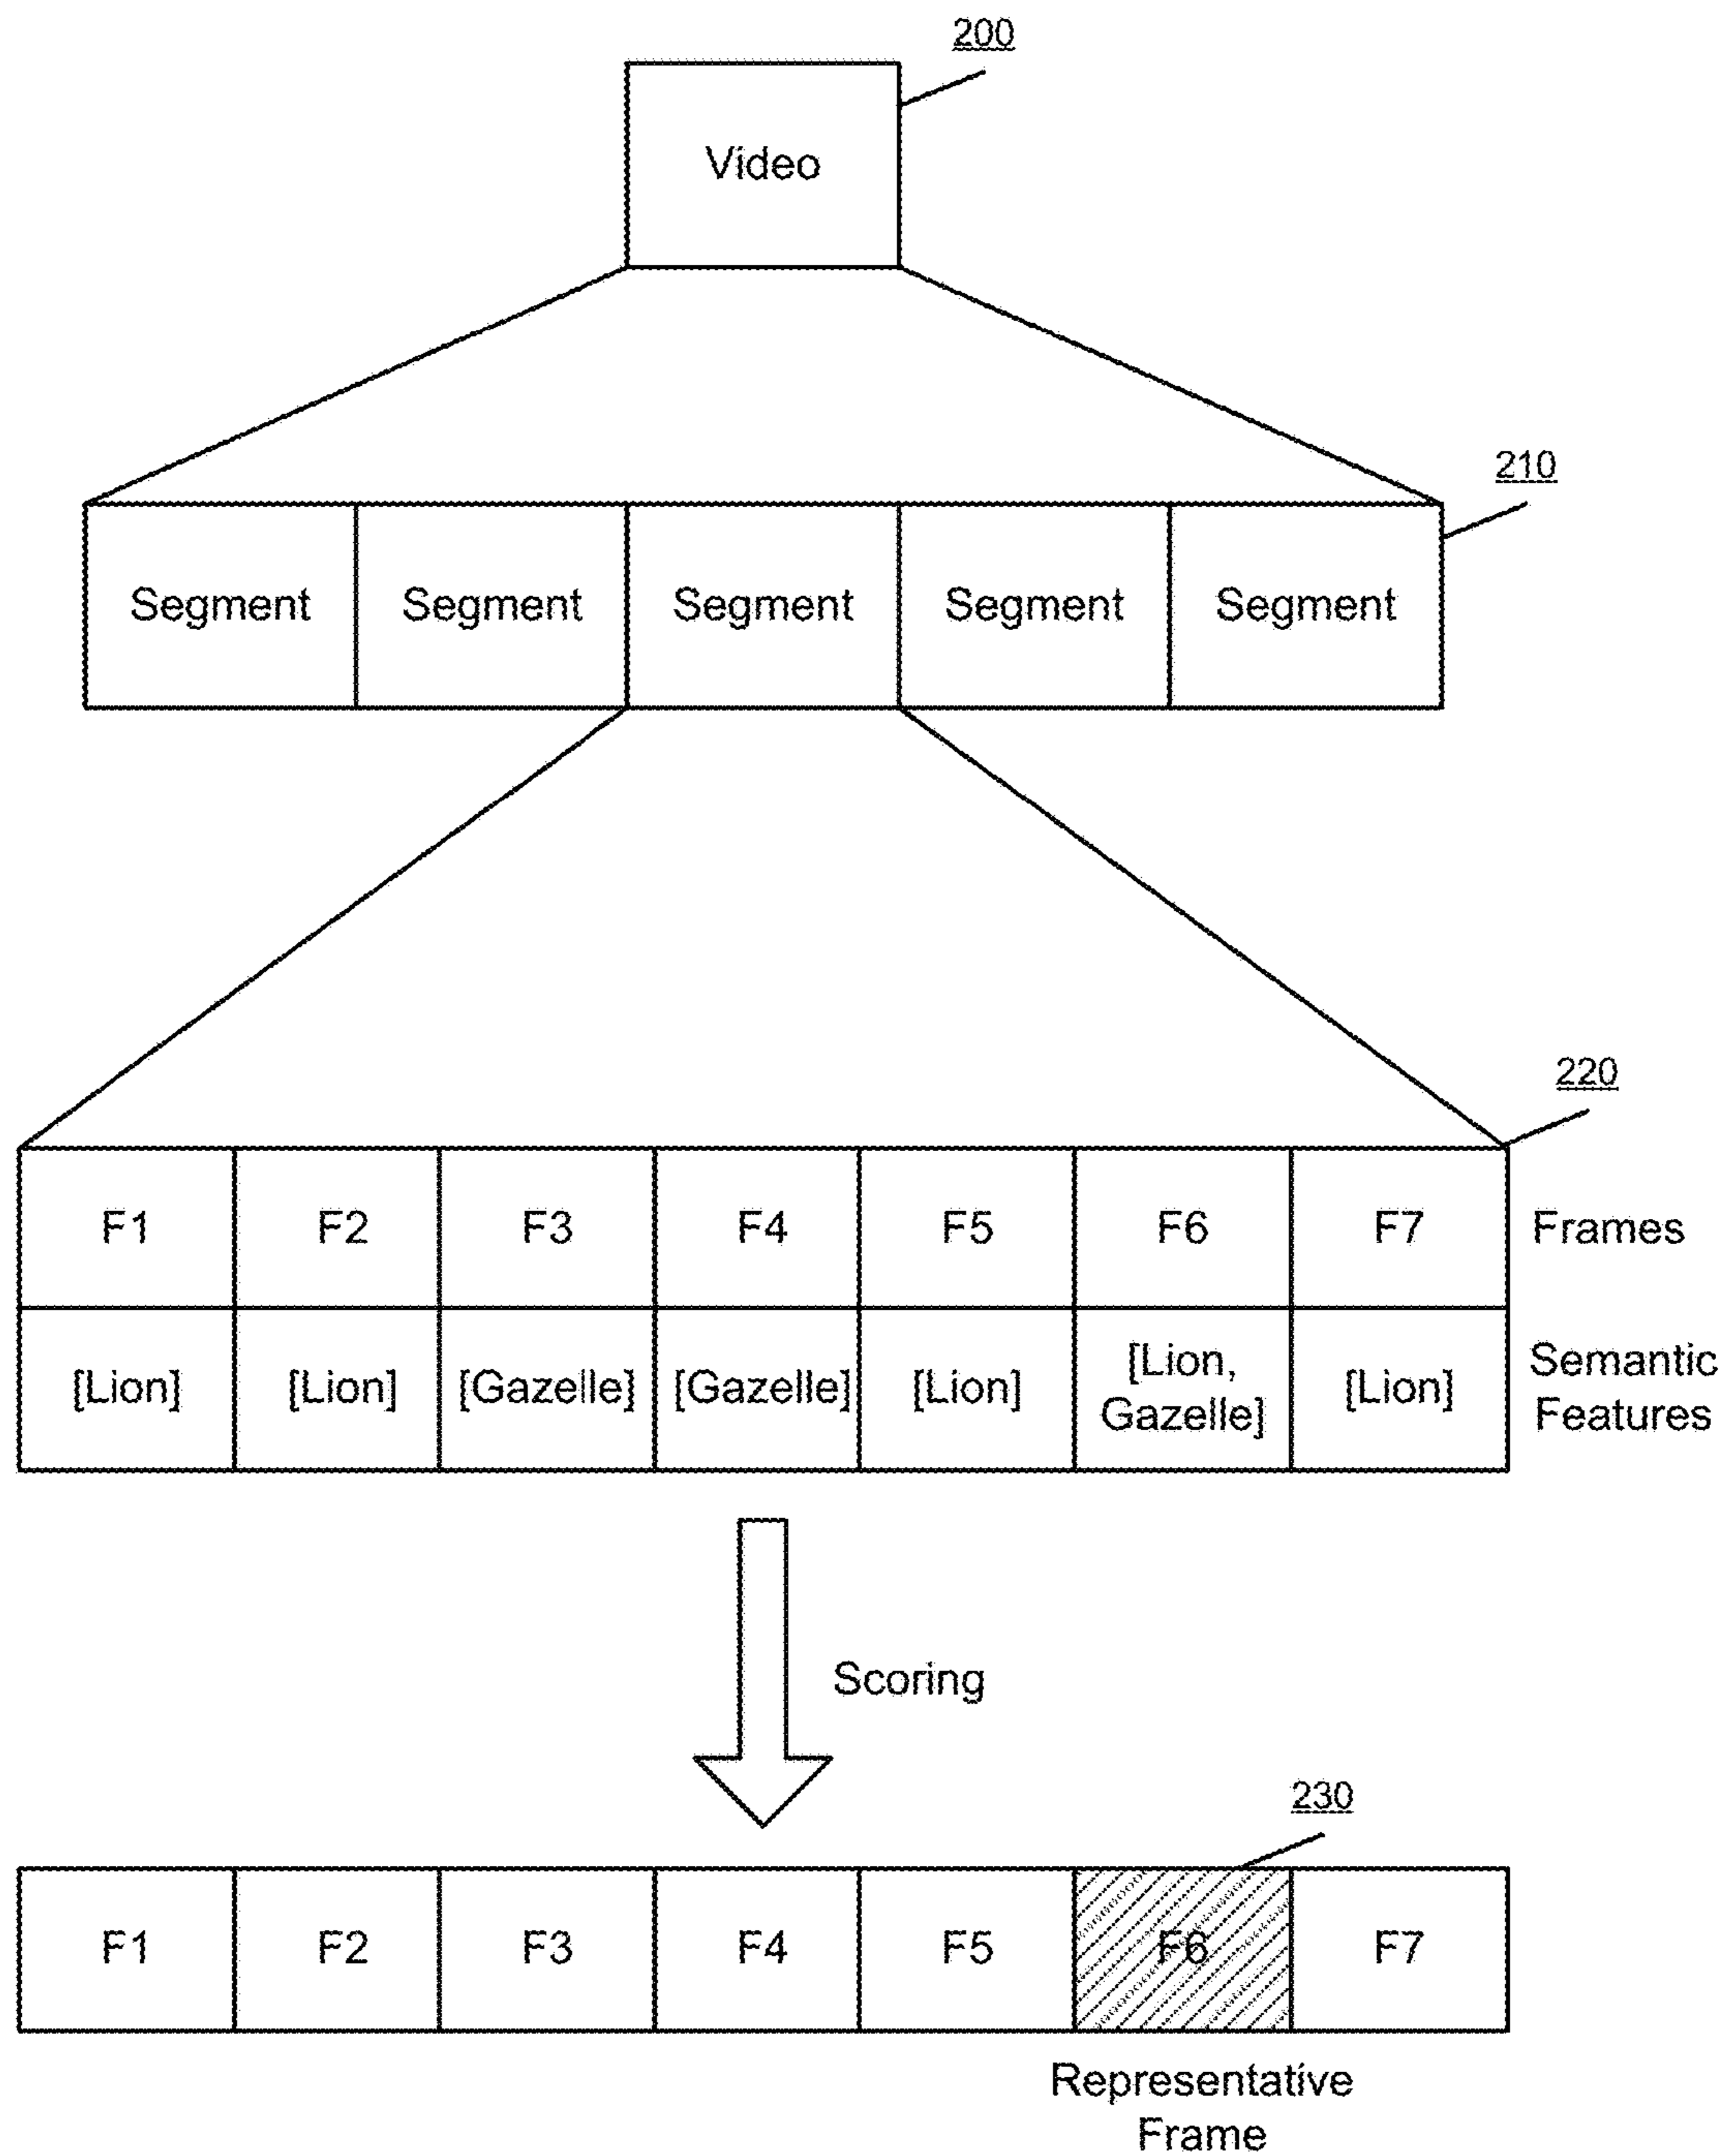 200
Video
210
Segment Segment Segment Segment Segment
220
F1 F2 F3 F4 F5 F6 F7 Frames
[Lion] [Lion] [Gazelle] [Gazelle] [Lion] [Lion, Gazelle] [Lion] Semantic Features
Scoring
230
F1 F2 F3 F4 F5 F6 F7
Representative
Frame